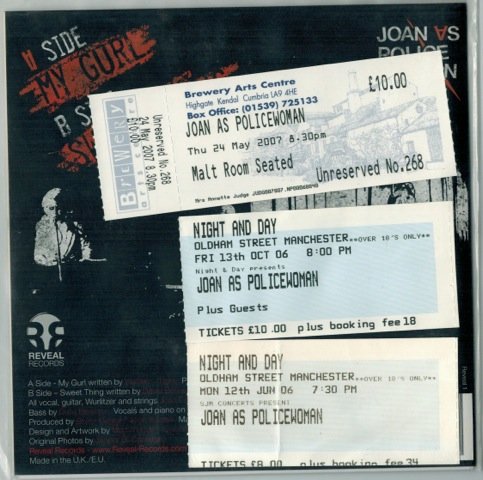 A SIDE
MY GURL
B S
JOAN AS
POLICE
Brewery Arts Centre
Highgate Kendal Cumbria LA9 4HE
Box Office: (01539) 725133
JOAN AS POLICEWOMAN
£10.00
Thu 24 May 2007 8.30pm
Malt Room Seated
Unreserved No.268
Mrs Annette Judge
BREWERY
arts centre
£10.00
24 May 2007 8.30pm
Unreserved No.268
NIGHT AND DAY
OLDHAM STREET MANCHESTER**OVER 18'S ONLY**
FRI 13th OCT 06 8:00 PM
Night & Day presents
JOAN AS POLICEWOMAN
Plus Guests
TICKETS £10.00 plus booking fee 18
NIGHT AND DAY
OLDHAM STREET MANCHESTER**OVER 18'S ONLY**
MON 12th JUN 06 7:30 PM
SJM CONCERTS PRESENT
JOAN AS POLICEWOMAN
TICKETS £8.00 plus booking fee 34
REVEAL
RECORDS
A Side - My Gurl written by
B Side - Sweet Thing written by
All vocal, guitar, Wurlitzer and strings
Bass by Vocals and piano on
Produced by
Design and Artwork
Original Photos by
Reveal Records - www.Reveal-Records.com
Made in the U.K./E.U.